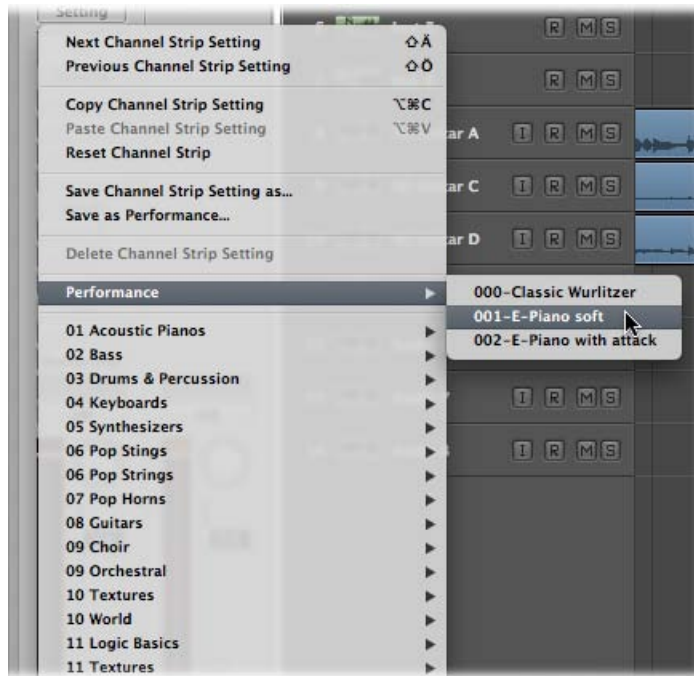 Setting
R M S
Next Channel Strip Setting ⇧Ä
Previous Channel Strip Setting ⇧Ö
R M S
Copy Channel Strip Setting ⌥⌘C
Paste Channel Strip Setting ⌥⌘V
ar A I R M S
Reset Channel Strip
Save Channel Strip Setting as...
ar C I R M S
Save as Performance...
ar D I R M S
Delete Channel Strip Setting
Performance ▶
000-Classic Wurlitzer
001-E-Piano soft
002-E-Piano with attack
01 Acoustic Pianos ▶
02 Bass ▶
03 Drums & Percussion ▶
04 Keyboards ▶
I R M S
05 Synthesizers ▶
06 Pop Stings ▶
I R M S
06 Pop Strings ▶
07 Pop Horns ▶
08 Guitars ▶
09 Choir ▶
09 Orchestral ▶
10 Textures ▶
10 World ▶
11 Logic Basics ▶
11 Textures ▶